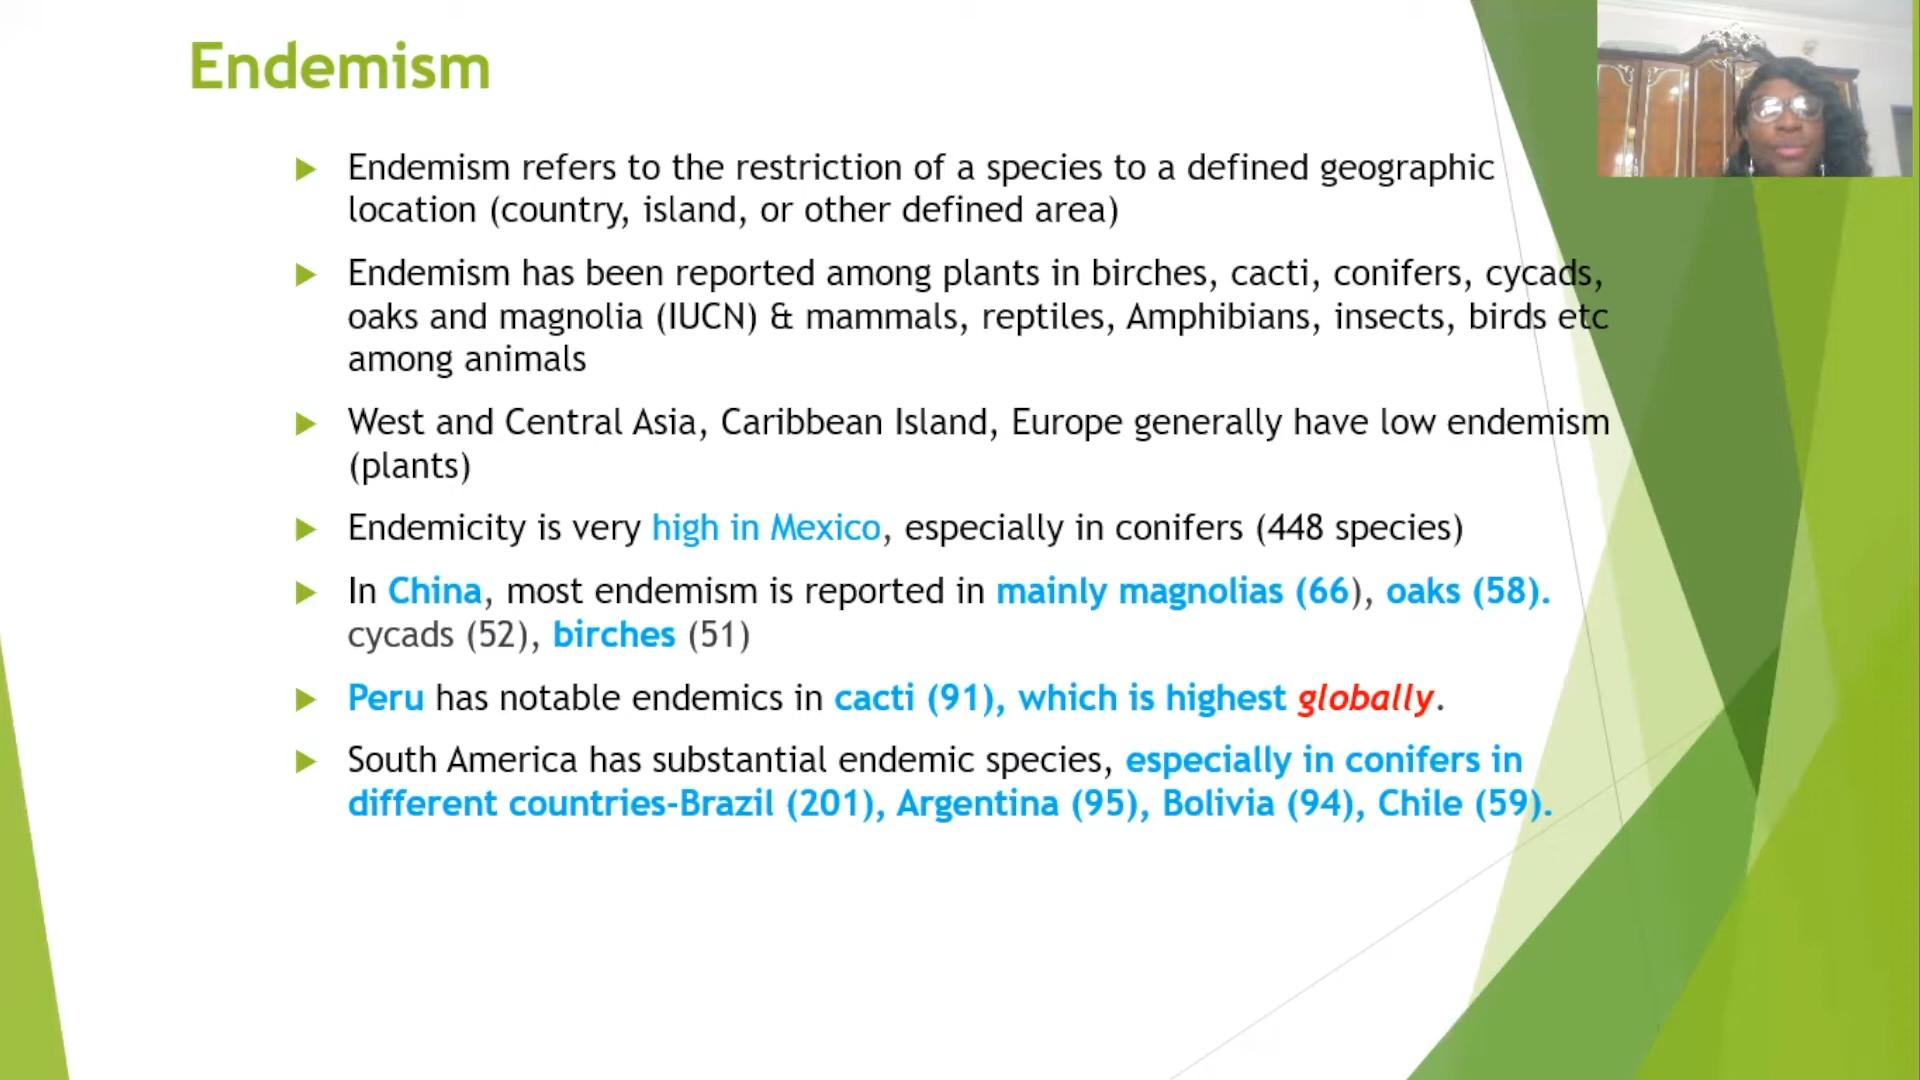 Endemism
Endemism refers to the restriction of a species to a defined geographic
location (country, island, or other defined area)
Endemism has been reported among plants in birches, cacti, conifers, cycads,
oaks and magnolia (IUCN) & mammals, reptiles, Amphibians, insects, birds etc
among animals
West and Central Asia, Caribbean Island, Europe generally have low endemism
(plants)
Endemicity is very high in Mexico, especially in conifers (448 species)
In China, most endemism is reported in mainly magnolias (66), oaks (58).
cycads (52), birches (51)
Peru has notable endemics in cacti (91), which is highest globally.
South America has substantial endemic species, especially in conifers in
different countries-Brazil (201), Argentina (95), Bolivia (94), Chile (59).